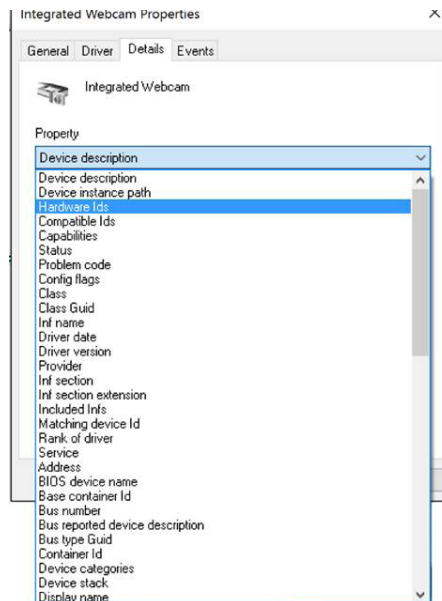 Integrated Webcam Properties
General Driver Details Events
Integrated Webcam
Property
Device description
Device description
Device instance path
Hardware Ids
Compatible Ids
Capabilities
Status
Problem code
Config flags
Class
Class Guid
Inf name
Driver date
Driver version
Provider
Inf section
Inf section extension
Included Infs
Matching device Id
Rank of driver
Service
Address
BIOS device name
Base container Id
Bus number
Bus reported device description
Bus type Guid
Container Id
Device categories
Device stack
Display name